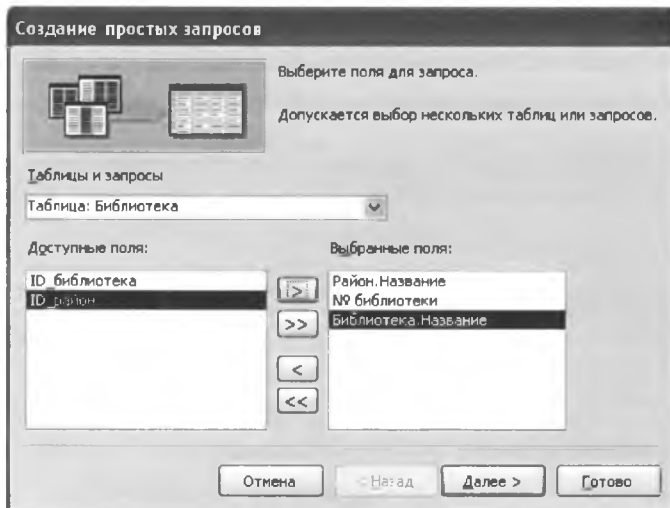 Создание простых запросов
Выберите поля для запроса.
Допускается выбор нескольких таблиц или запросов.
Таблицы и запросы
Таблица: Библиотека
Доступные поля:
Выбранные поля:
ID_библиотека
ID_район
>
>>
<
<<
Район.Название
№ библиотеки
Библиотека.Название
Отмена
< Назад
Далее >
Готово